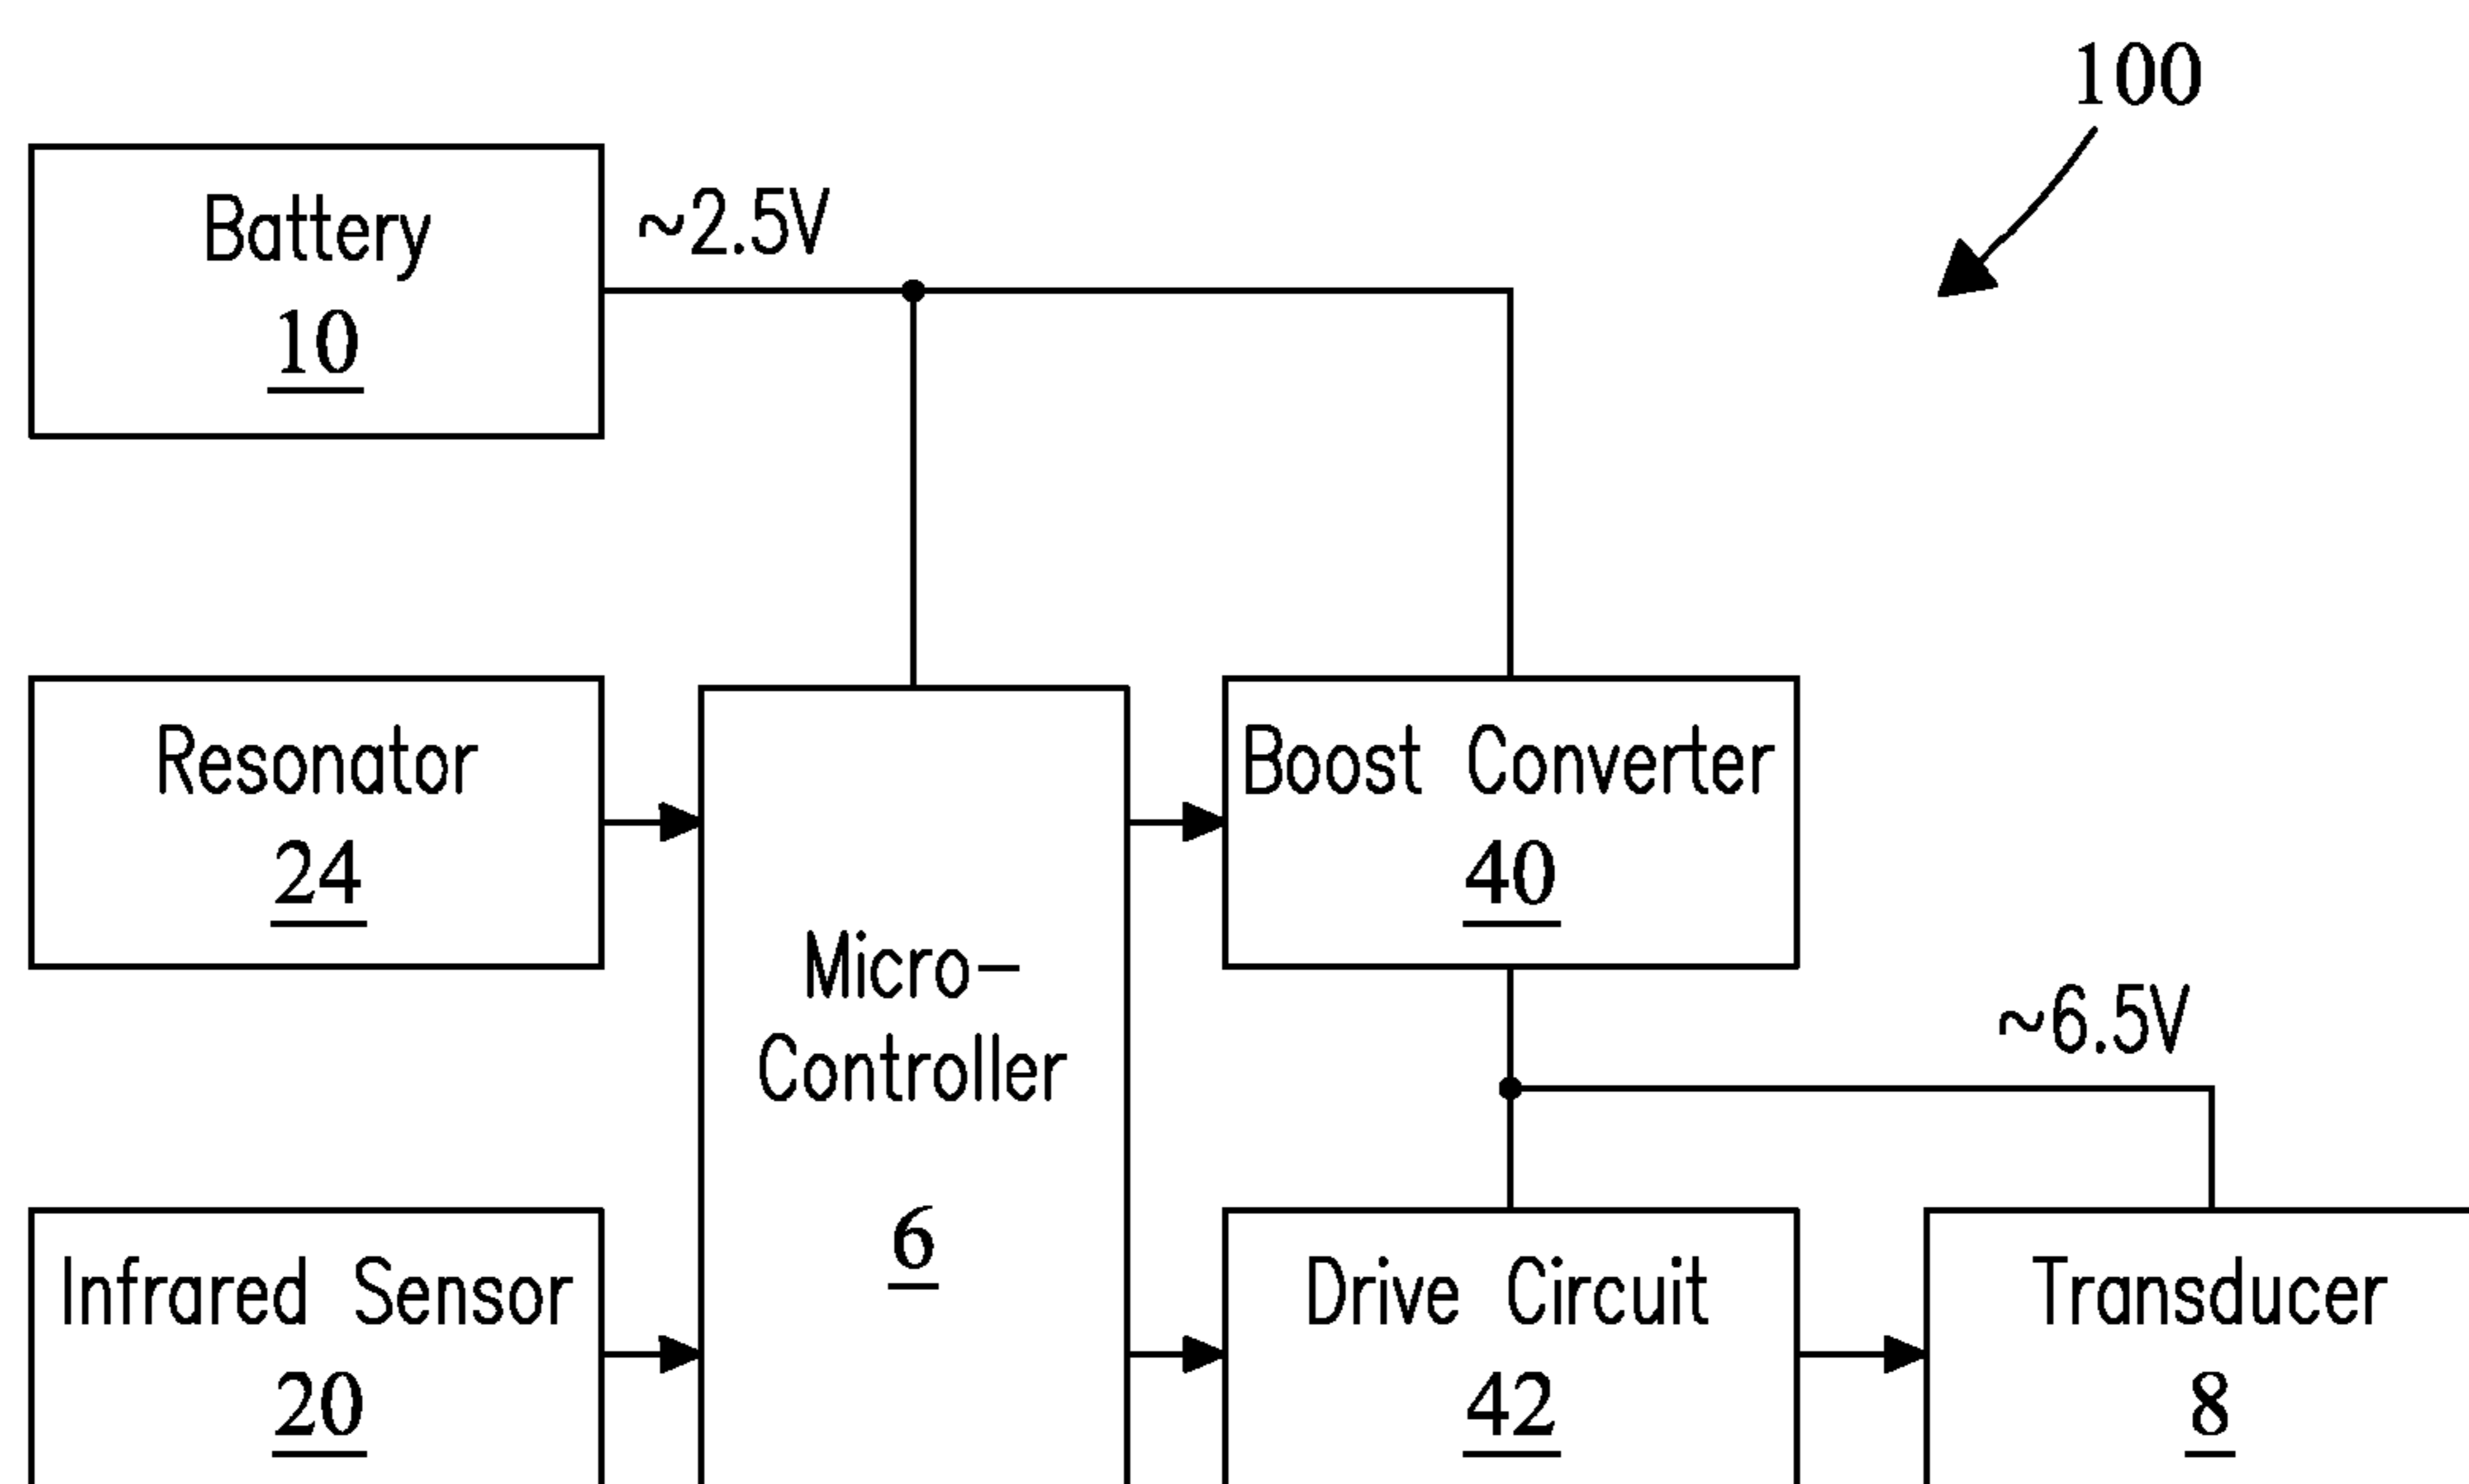 100
Battery
10
~2.5V
Resonator
24
Micro-
Controller
6
Boost Converter
40
~6.5V
Infrared Sensor
20
Drive Circuit
42
Transducer
8